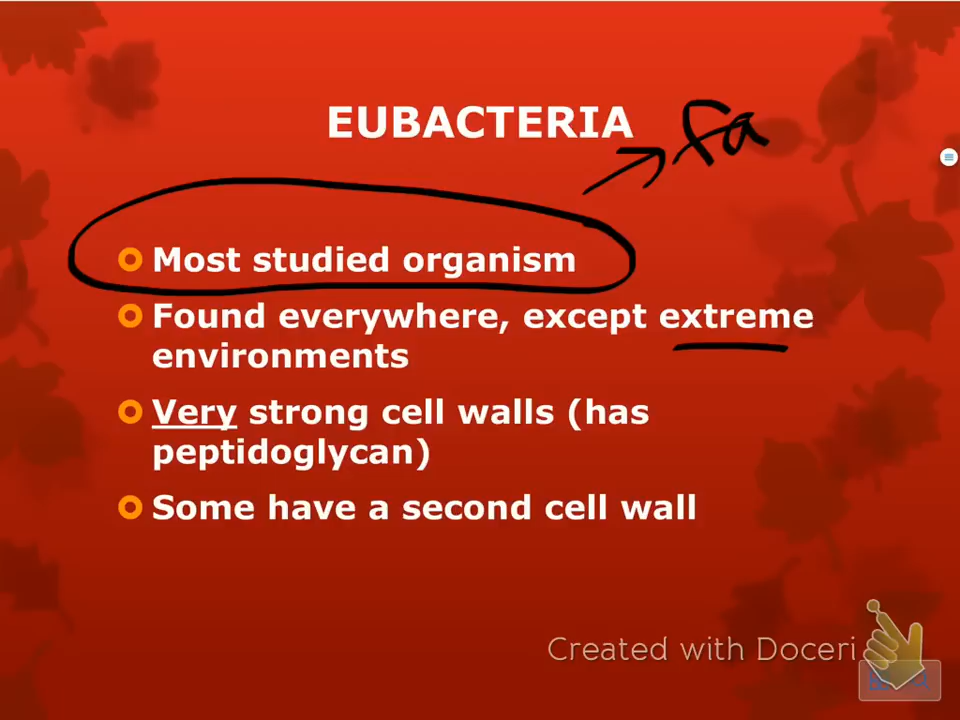 EUBACTERIA
fa
Most studied organism
Found everywhere, except extreme
environments
Very strong cell walls (has
peptidoglycan)
Some have a second cell wall
Created with Doceri